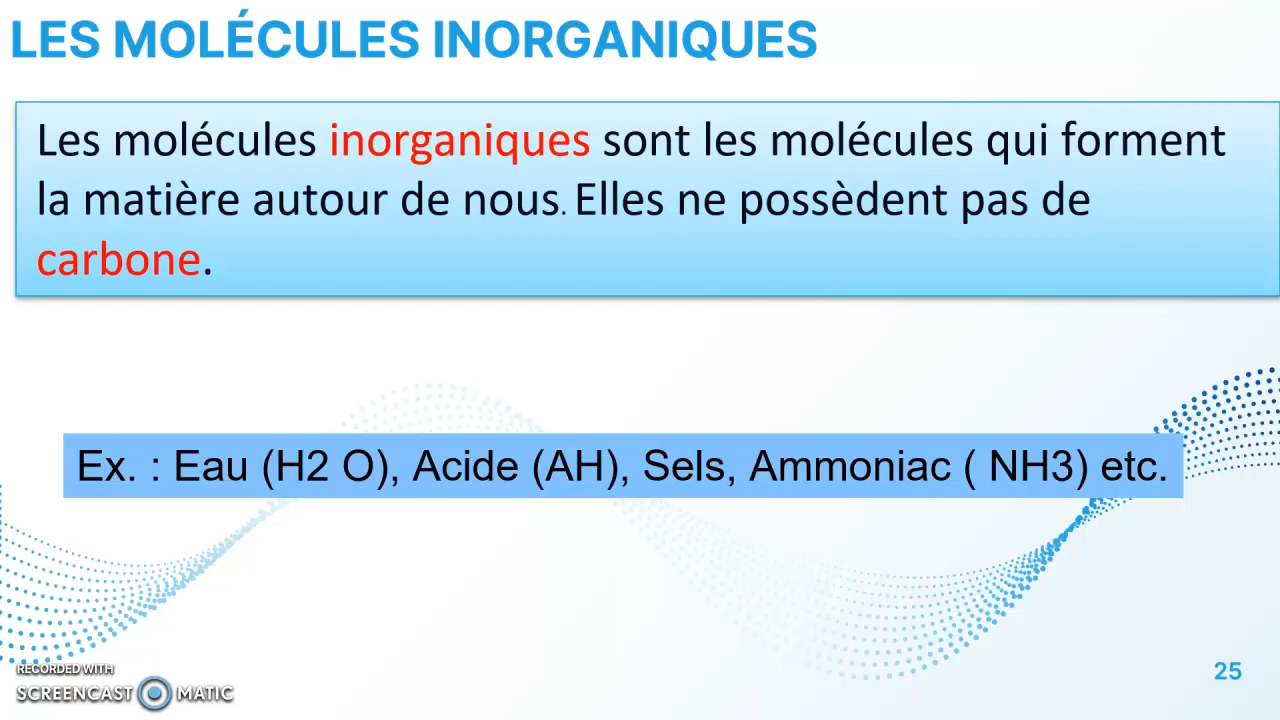 LES MOLÉCULES INORGANIQUES
Les molécules inorganiques sont les molécules qui forment
la matière autour de nous. Elles ne possèdent pas de
carbone.
Ex. : Eau (H2 O), Acide (AH), Sels, Ammoniac ( NH3) etc.
RECORDED WITH
SCREENCAST MATIC
25